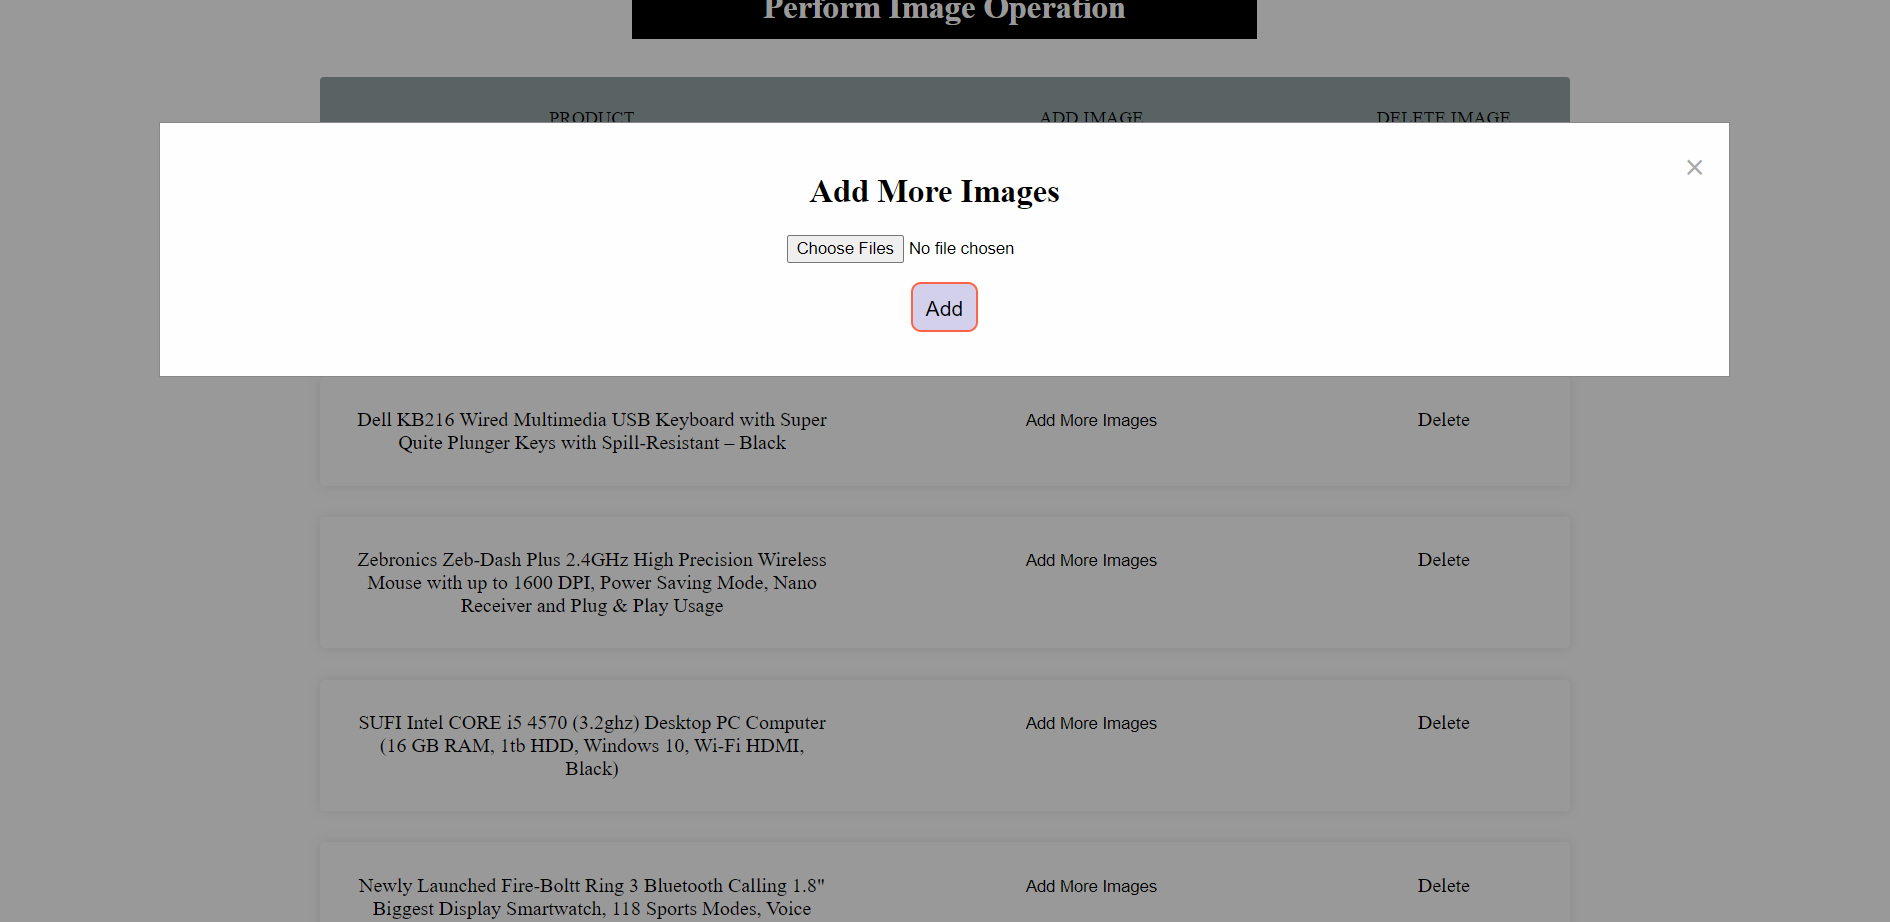 Perform Image Operation
PRODUCT ADD IMAGE DELETE IMAGE
×
Add More Images
Choose Files No file chosen
Add
Dell KB216 Wired Multimedia USB Keyboard with Super Add More Images Delete
Quite Plunger Keys with Spill-Resistant – Black
Zebronics Zeb-Dash Plus 2.4GHz High Precision Wireless Add More Images Delete
Mouse with up to 1600 DPI, Power Saving Mode, Nano
Receiver and Plug & Play Usage
SUFI Intel CORE i5 4570 (3.2ghz) Desktop PC Computer Add More Images Delete
(16 GB RAM, 1tb HDD, Windows 10, Wi-Fi HDMI,
Black)
Newly Launched Fire-Boltt Ring 3 Bluetooth Calling 1.8" Add More Images Delete
Biggest Display Smartwatch, 118 Sports Modes, Voice